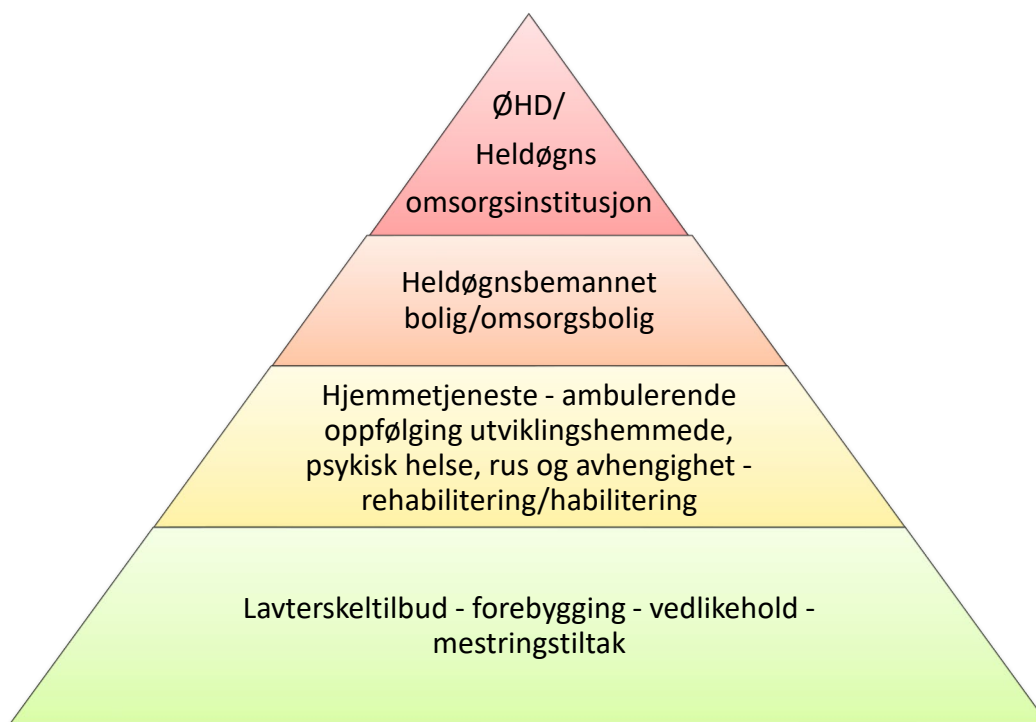 ØHD/
Heldøgns
omsorgsinstitusjon
Heldøgnsbemannet
bolig/omsorgsbolig
Hjemmetjeneste - ambulerende
oppfølging utviklingshemmede,
psykisk helse, rus og avhengighet -
rehabilitering/habilitering
Lavterskeltilbud - forebygging - vedlikehold -
mestringstiltak